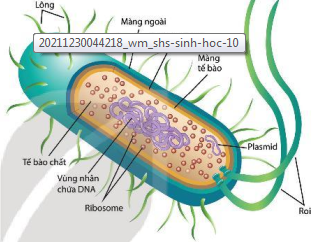 Lông
Màng ngoài
20211230044218_wm_shs-sinh-hoc-10
Màng
tế bào
Plasmid
Tế bào chất
Vùng nhân
chứa DNA
Ribosome
Roi